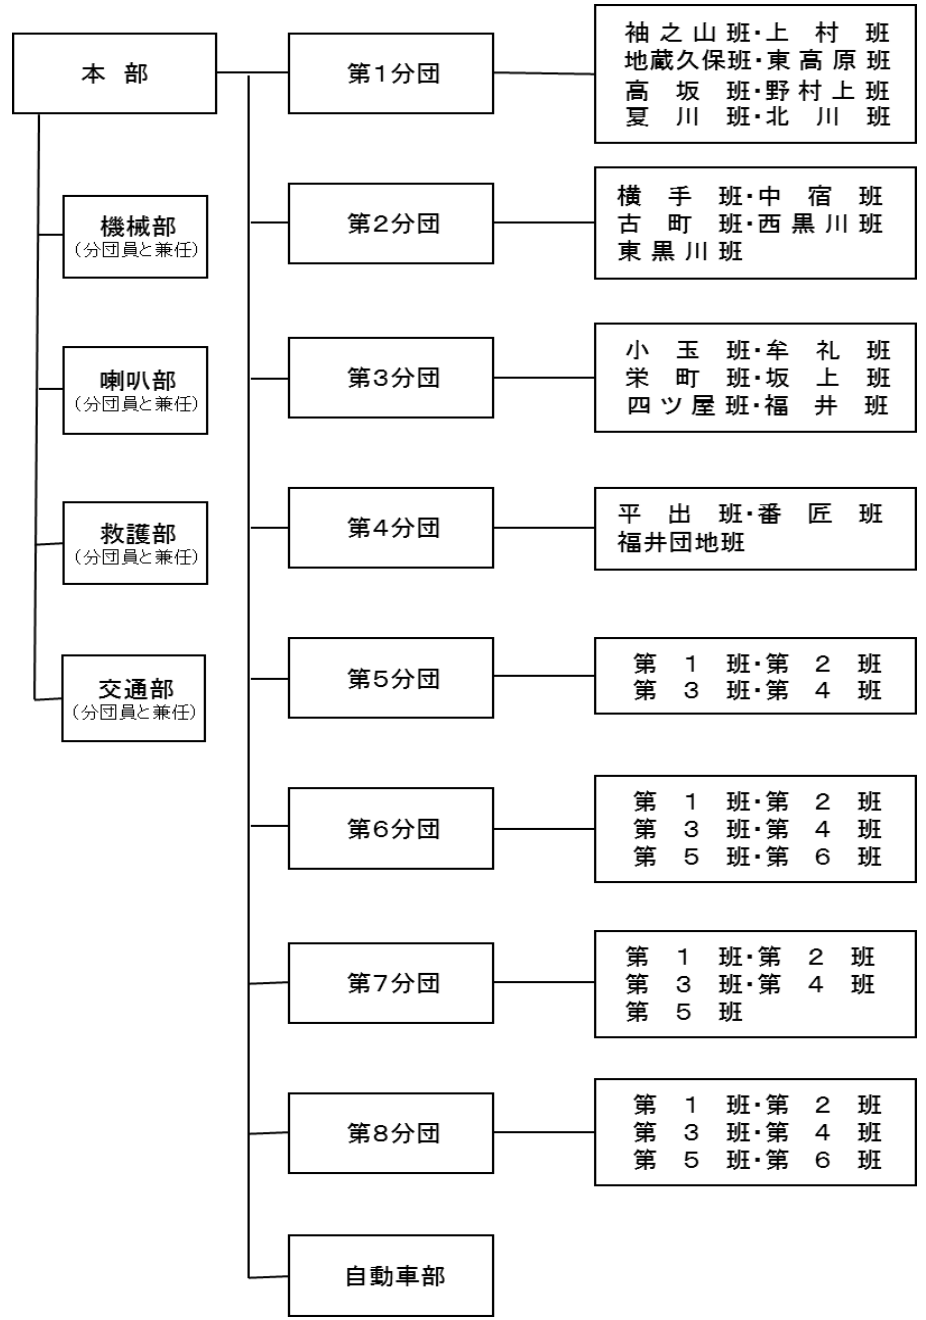 本 部
機械部
(分団員と兼任)
喇叭部
(分団員と兼任)
救護部
(分団員と兼任)
交通部
(分団員と兼任)
第1分団
袖之山班・上村班
地蔵久保班・東高原班
高坂班・野村上班
夏川班・北川班
第2分団
横手班・中宿班
古町班・西黒川班
東黒川班
第3分団
小玉班・牟礼班
栄町班・坂上班
四ツ屋班・福井班
第4分団
平出班・番匠班
福井団地班
第5分団
第1班・第2班
第3班・第4班
第6分団
第1班・第2班
第3班・第4班
第5班・第6班
第7分団
第1班・第2班
第3班・第4班
第5班
第8分団
第1班・第2班
第3班・第4班
第5班・第6班
自動車部